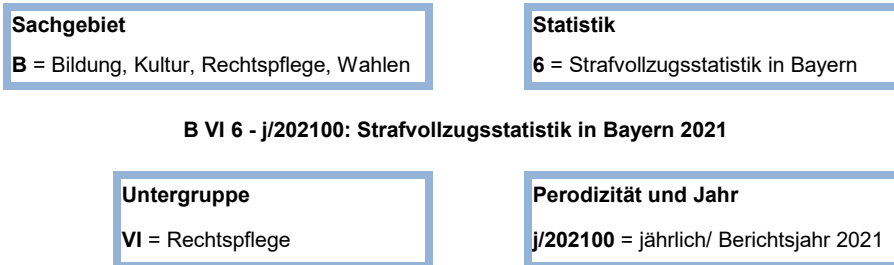 Sachgebiet
B = Bildung, Kultur, Rechtspflege, Wahlen
Statistik
6 = Strafvollzugsstatistik in Bayern
B VI 6 - j/202100: Strafvollzugsstatistik in Bayern 2021
Untergruppe
VI = Rechtspflege
Perodizität und Jahr
j/202100 = jährlich/ Berichtsjahr 2021